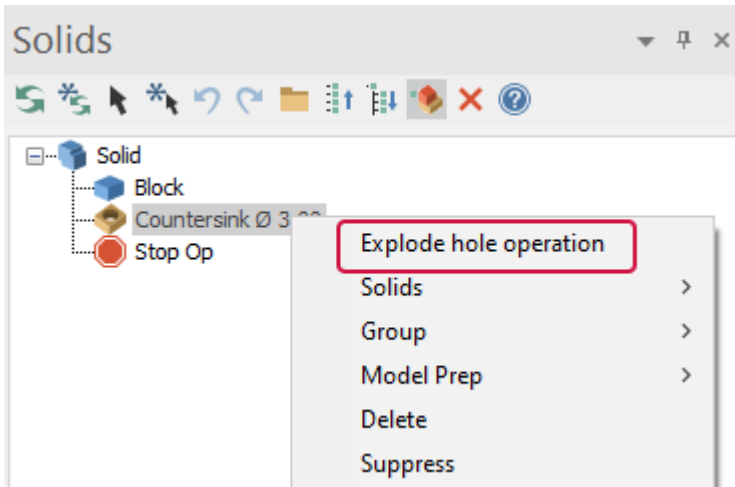 Solids
Solid
Block
Countersink Ø 3
Stop Op
Explode hole operation
Solids
Group
Model Prep
Delete
Suppress